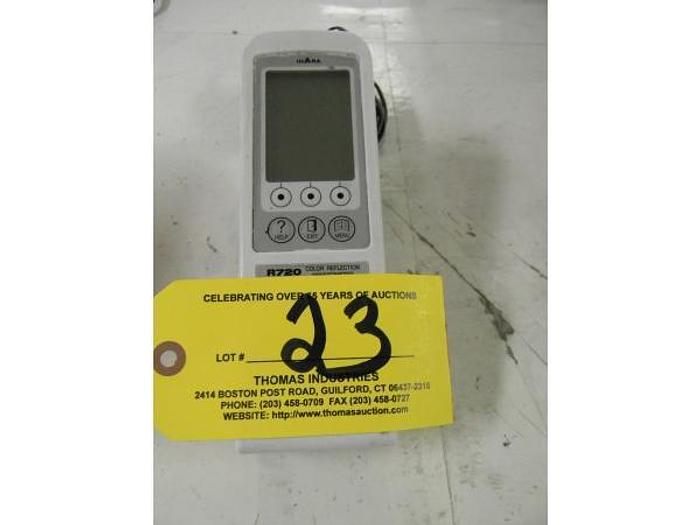 IHARA
HELP
EXIT
MENU
R720 COLOR REFLECTION
CELEBRATING OVER 55 YEARS OF AUCTIONS
LOT # 23
THOMAS INDUSTRIES
2414 BOSTON POST ROAD, GUILFORD, CT 06437-2318
PHONE: (203) 458-0709 FAX (203) 458-0727
WEBSITE: http://www.thomasauction.com